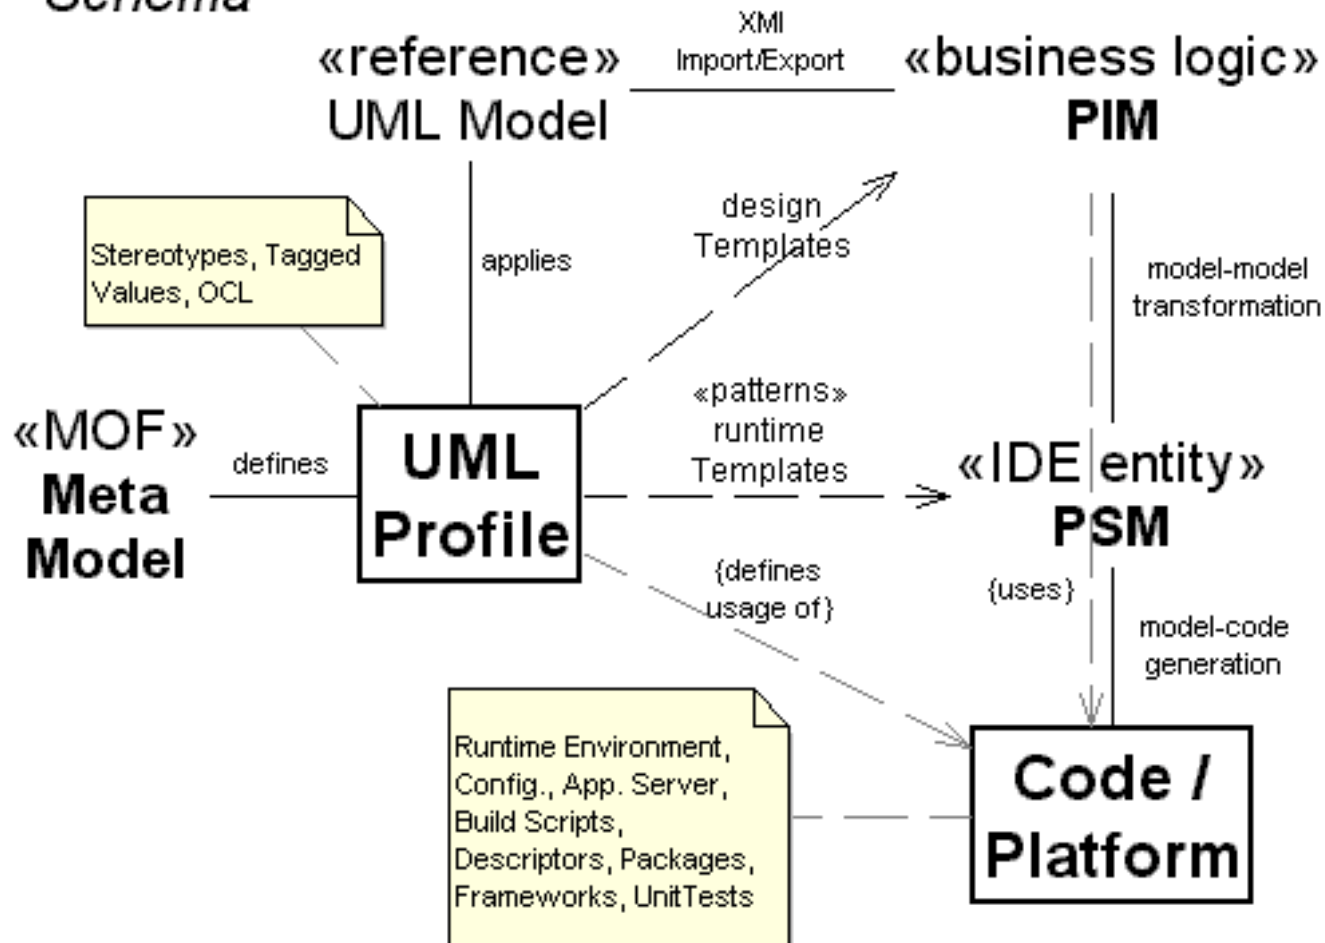 Schema
«reference»
UML Model
XMI
Import/Export
«business logic»
PIM
design
Templates
Stereotypes, Tagged
Values, OCL
applies
model-model
transformation
«MOF»
Meta
Model
defines
UML
Profile
«patterns»
runtime
Templates
«IDE entity»
PSM
{defines
usage of}
{uses}
model-code
generation
Runtime Environment,
Config., App. Server,
Build Scripts,
Descriptors, Packages,
Frameworks, UnitTests
Code /
Platform